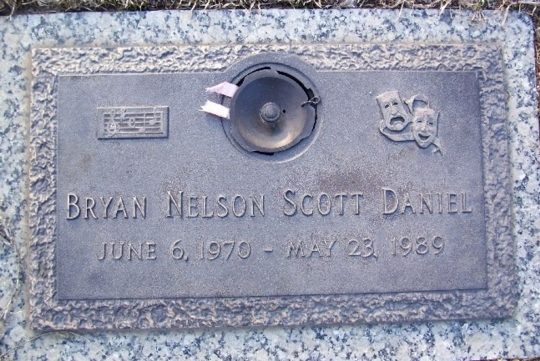 BRYAN NELSON SCOTT DANIEL
JUNE 6, 1970 - MAY 23, 1989